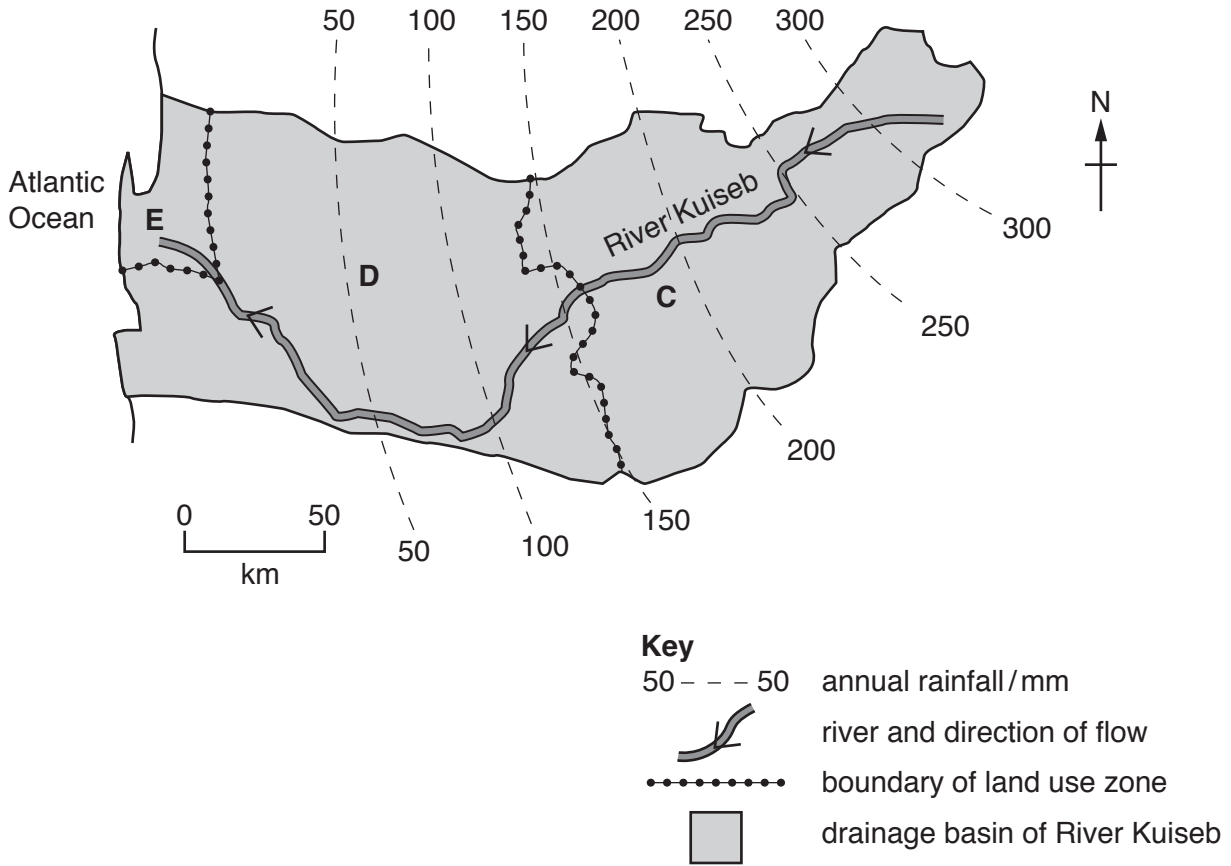 50 100 150 200 250 300
N
Atlantic
Ocean
E
River Kuiseb
D
C
300
250
200
150
100
50
0 50
km
Key
50 50 annual rainfall / mm
river and direction of flow
boundary of land use zone
drainage basin of River Kuiseb